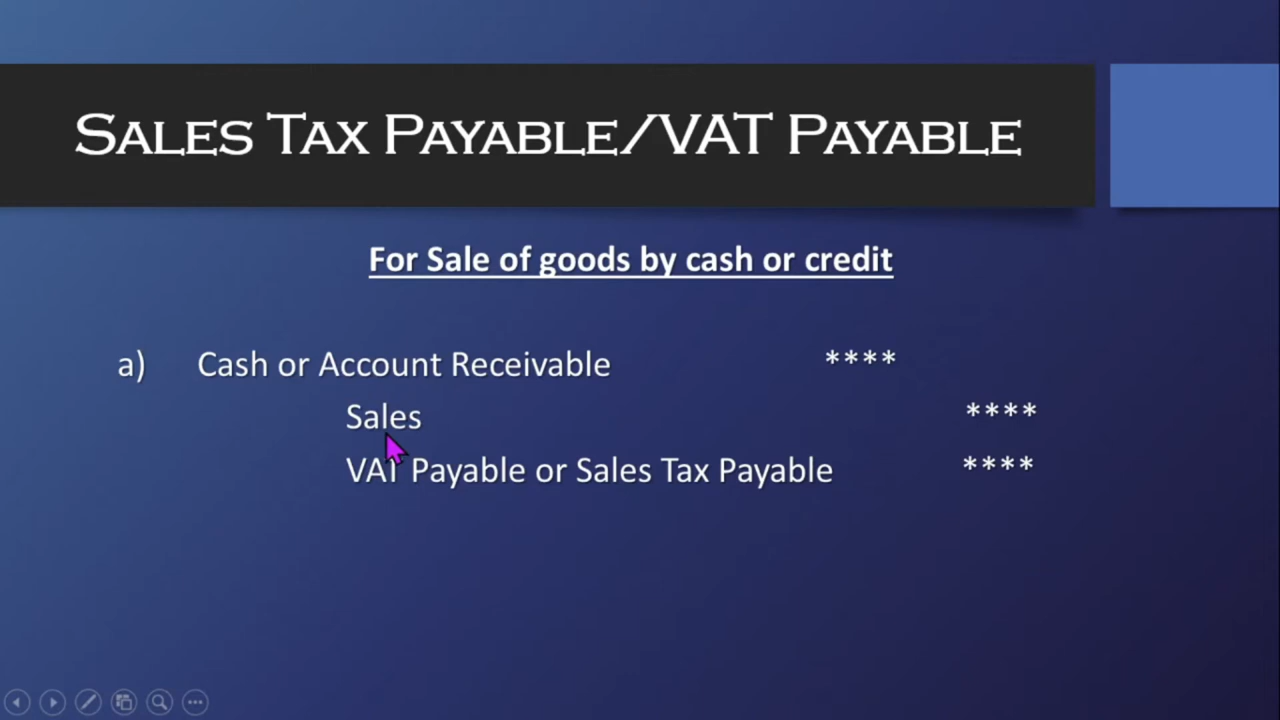 SALES TAX PAYABLE/VAT PAYABLE
For Sale of goods by cash or credit
a) Cash or Account Receivable ****
Sales ****
VAT Payable or Sales Tax Payable ****